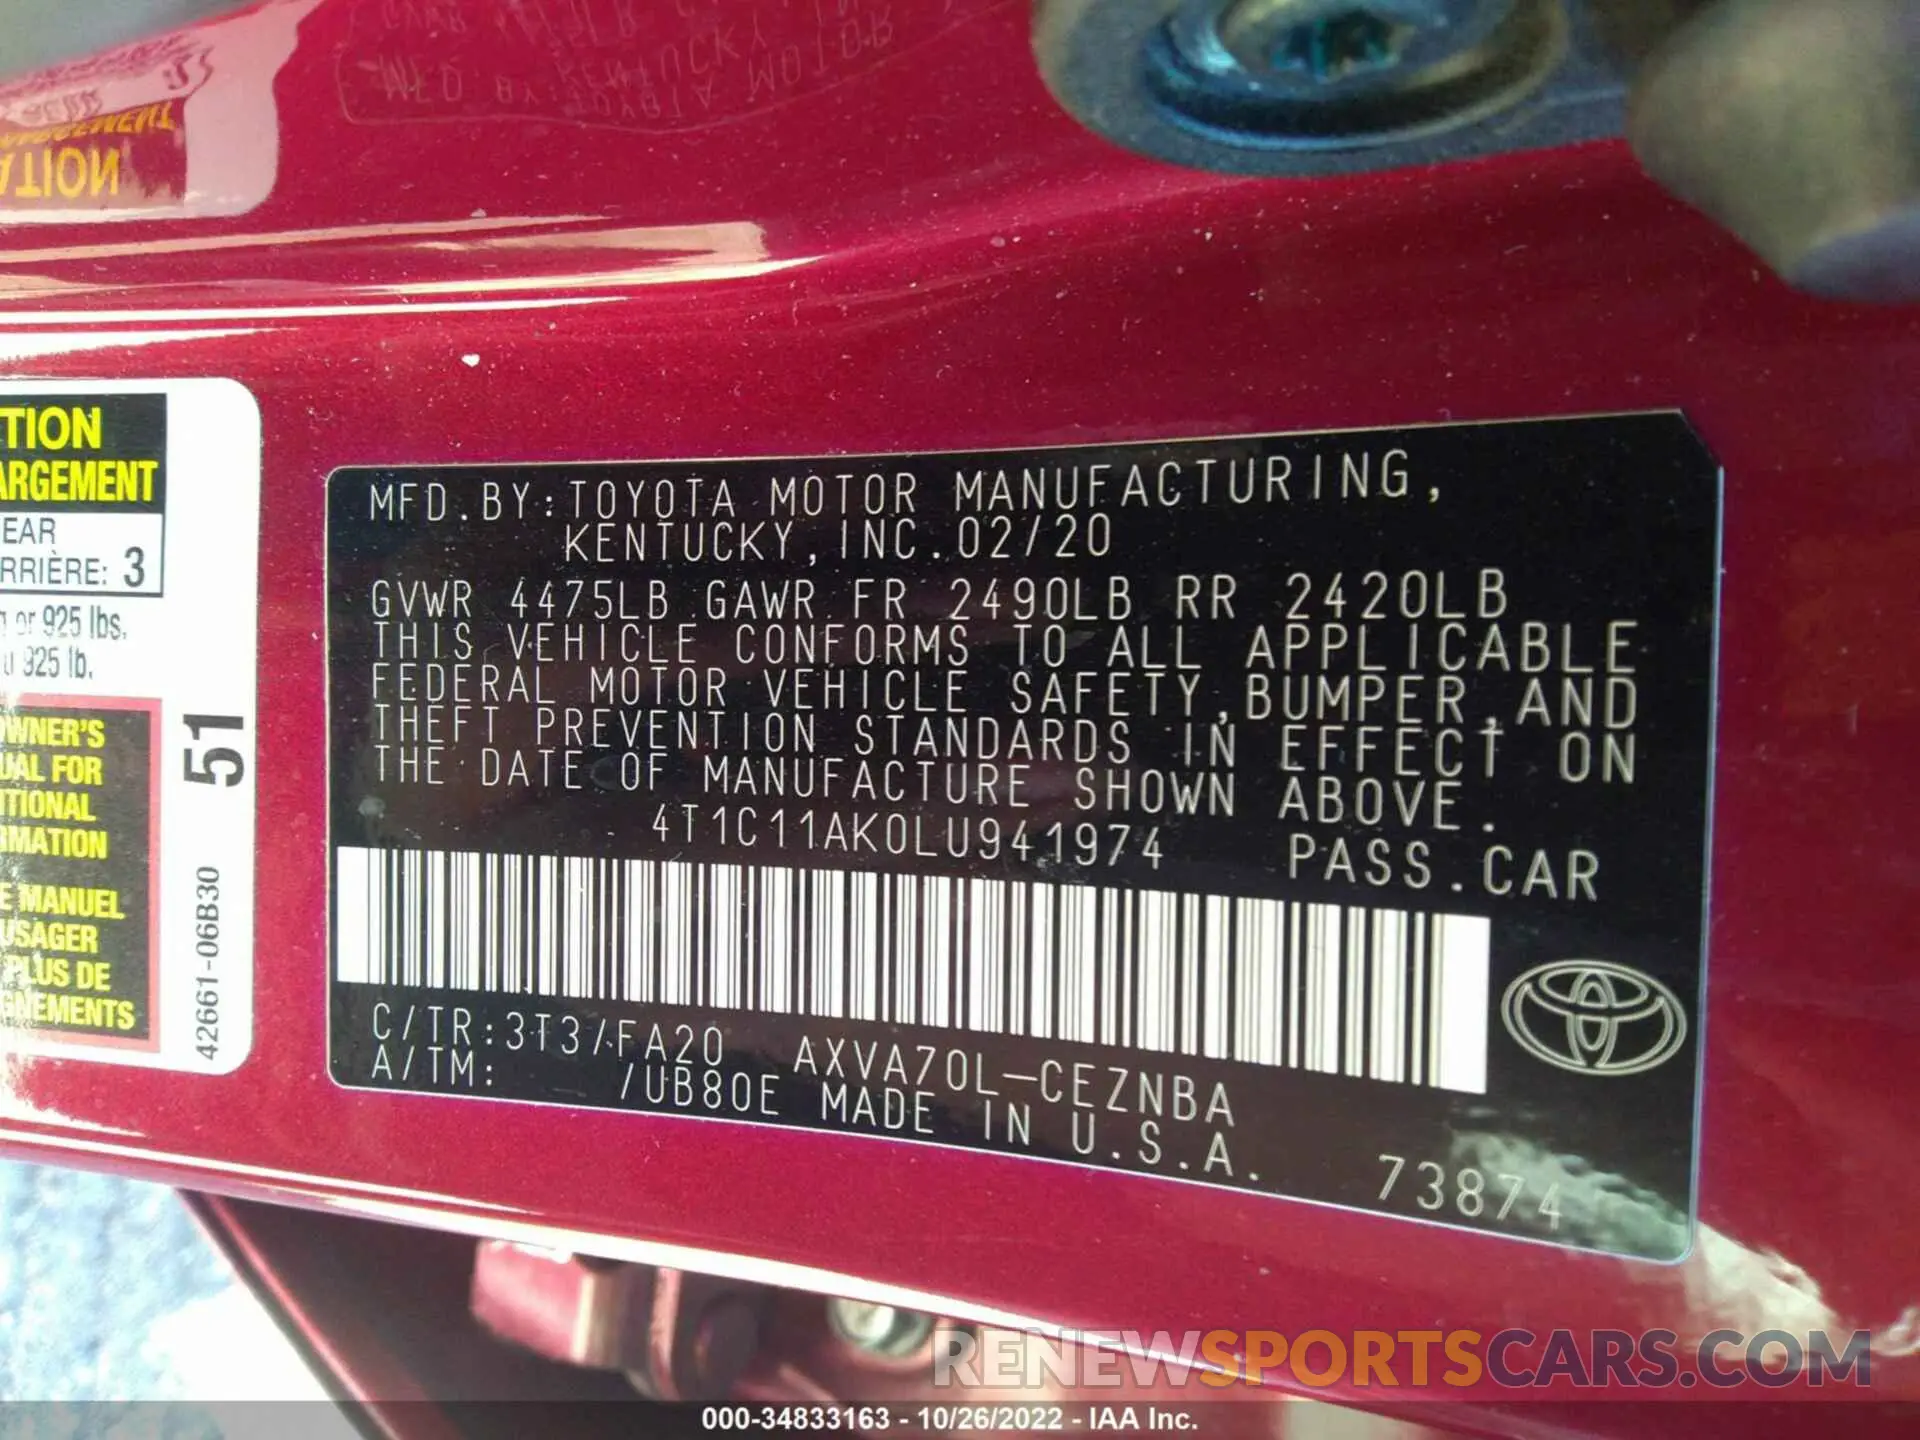 TION
ARGEMENT
EAR
RRIÈRE: 3
g or 925 lbs.
u 925 lb.
OWNER'S
UAL FOR
ITIONAL
RMATION
E MANUEL
USAGER
PLUS DE
GNEMENTS
51
42661-06B30
MFD.BY:TOYOTA MOTOR MANUFACTURING,
KENTUCKY,INC.02/20
GVWR 4475LB GAWR FR 2490LB RR 2420LB
THIS VEHICLE CONFORMS TO ALL APPLICABLE
FEDERAL MOTOR VEHICLE SAFETY,BUMPER,AND
THEFT PREVENTION STANDARDS IN EFFECT ON
THE DATE OF MANUFACTURE SHOWN ABOVE.
4T1C11AK0LU941974 PASS.CAR
C/TR:3T3/FA20 AXVA70L-CEZNBA
A/TM: /UB80E MADE IN U.S.A.
73874
RENEWSPORTSCARS.COM
000-34833163 - 10/26/2022 - IAA Inc.